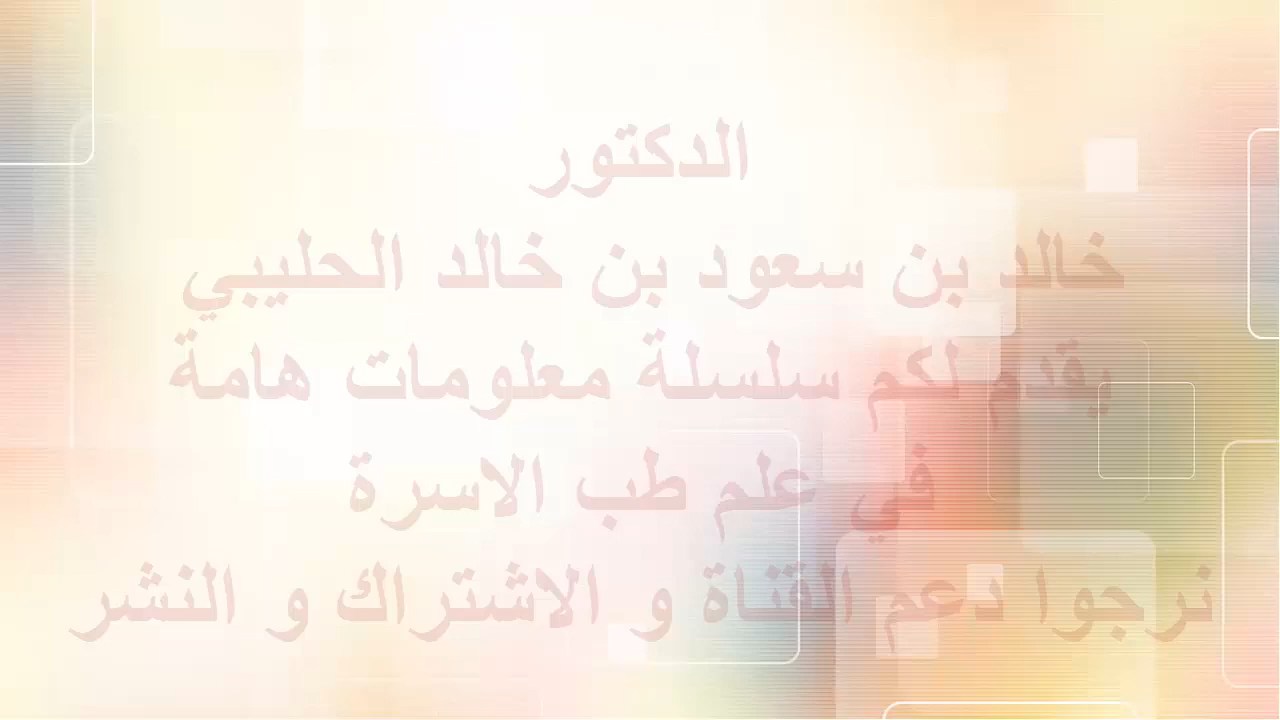 الدكتور
خالد بن سعود بن خالد الحليبي
يقدم لكم سلسلة معلومات هامة
في علم طب الاسرة
نرجوا دعم القناة و الاشتراك و النشر